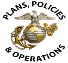 PLANS, POLICIES
& OPERATIONS